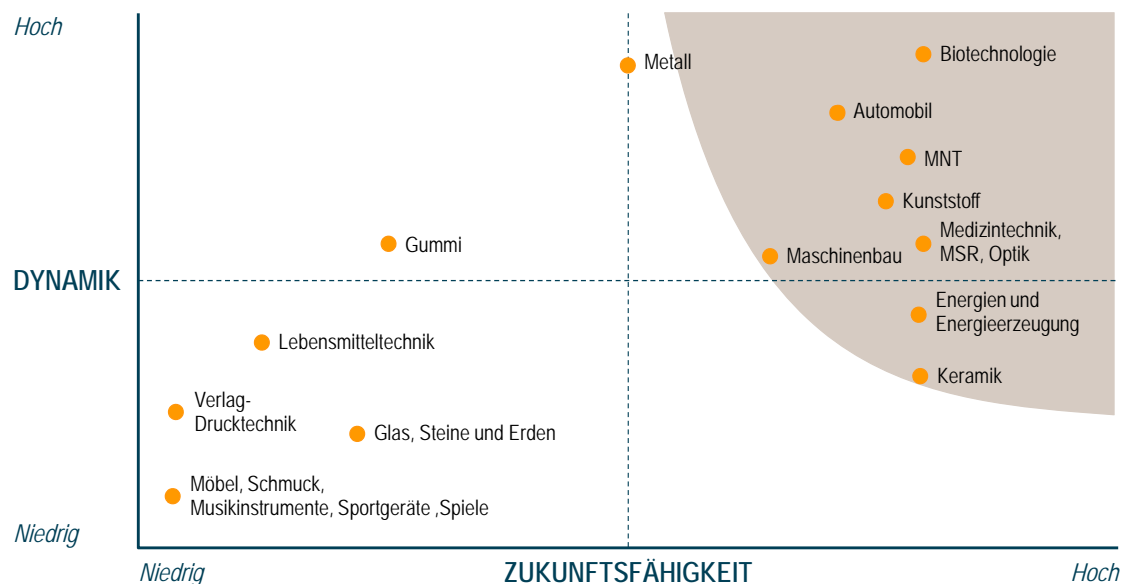 Hoch
Metall
Biotechnologie
Automobil
MNT
Kunststoff
Medizintechnik,
MSR, Optik
Gummi
Maschinenbau
DYNAMIK
Energien und
Energieerzeugung
Lebensmitteltechnik
Keramik
Verlag-
Drucktechnik
Glas, Steine und Erden
Möbel, Schmuck,
Musikinstrumente, Sportgeräte ,Spiele
Niedrig
Niedrig
ZUKUNFTSFÄHIGKEIT
Hoch